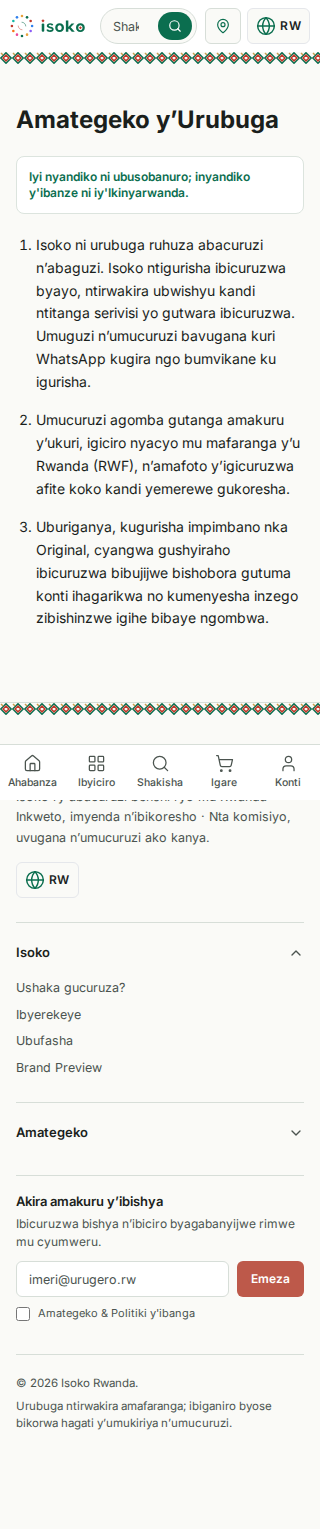 isoko
Shak
RW
Amategeko y’Urubuga
Iyi nyandiko ni ubusobanuro; inyandiko
y'ibanze ni iy'Ikinyarwanda.
1. Isoko ni urubuga ruhuza abacuruzi
n’abaguzi. Isoko ntigurisha ibicuruzwa
byayo, ntirwakira ubwishyu kandi
ntitanga serivisi yo gutwara ibicuruzwa.
Umuguzi n’umucuruzi bavugana kuri
WhatsApp kugira ngo bumvikane ku
igurisha.
2. Umucuruzi agomba gutanga amakuru
y’ukuri, igiciro nyacyo mu mafaranga y’u
Rwanda (RWF), n’amafoto y’igicuruzwa
afite koko kandi yemerewe gukoresha.
3. Uburiganya, kugurisha impimbano nka
Original, cyangwa gushyiraho
ibicuruzwa bibujijwe bishobora gutuma
konti ihagarikwa no kumenyesha inzego
zibishinzwe igihe bibaye ngombwa.
Ahabanza
Ibyiciro
Shakisha
Igare
Konti
Inkweto, imyenda n’ibikoresho · Nta komisiyo,
uvugana n’umucuruzi ako kanya.
RW
Isoko
Ushaka gucuruza?
Ibyerekeye
Ubufasha
Brand Preview
Amategeko
Akira amakuru y’ibishya
Ibicuruzwa bishya n’ibiciro byagabanyijwe rimwe
mu cyumweru.
imeri@urugero.rw
Emeza
Amategeko & Politiki y’ibanga
© 2026 Isoko Rwanda.
Urubuga ntirwakira amafaranga; ibiganiro byose
bikorwa hagati y’umukiriya n’umucuruzi.